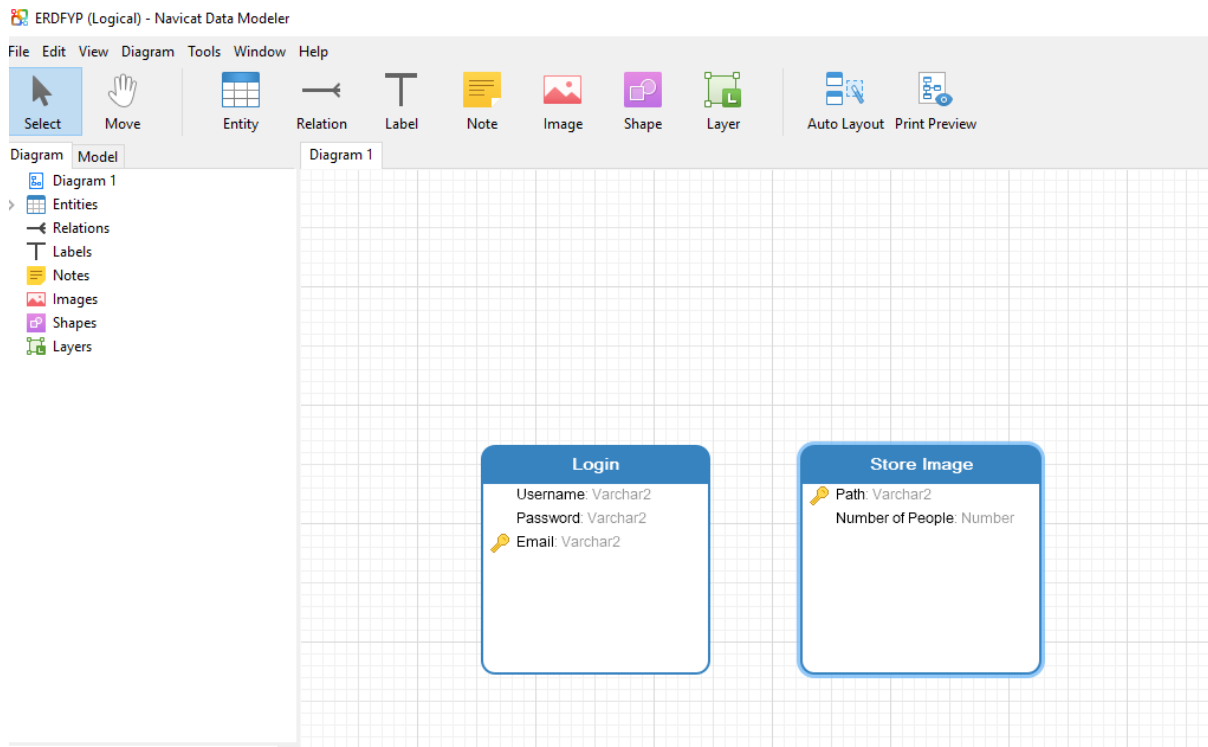 ERDFYP (Logical) - Navicat Data Modeler
File Edit View Diagram Tools Window Help
Select Move Entity Relation Label Note Image Shape Layer Auto Layout Print Preview
Diagram Model Diagram 1
Diagram 1
Entities
Relations
Labels
Notes
Images
Shapes
Layers
Login
Username: Varchar2
Password: Varchar2
Email: Varchar2
Store Image
Path: Varchar2
Number of People: Number